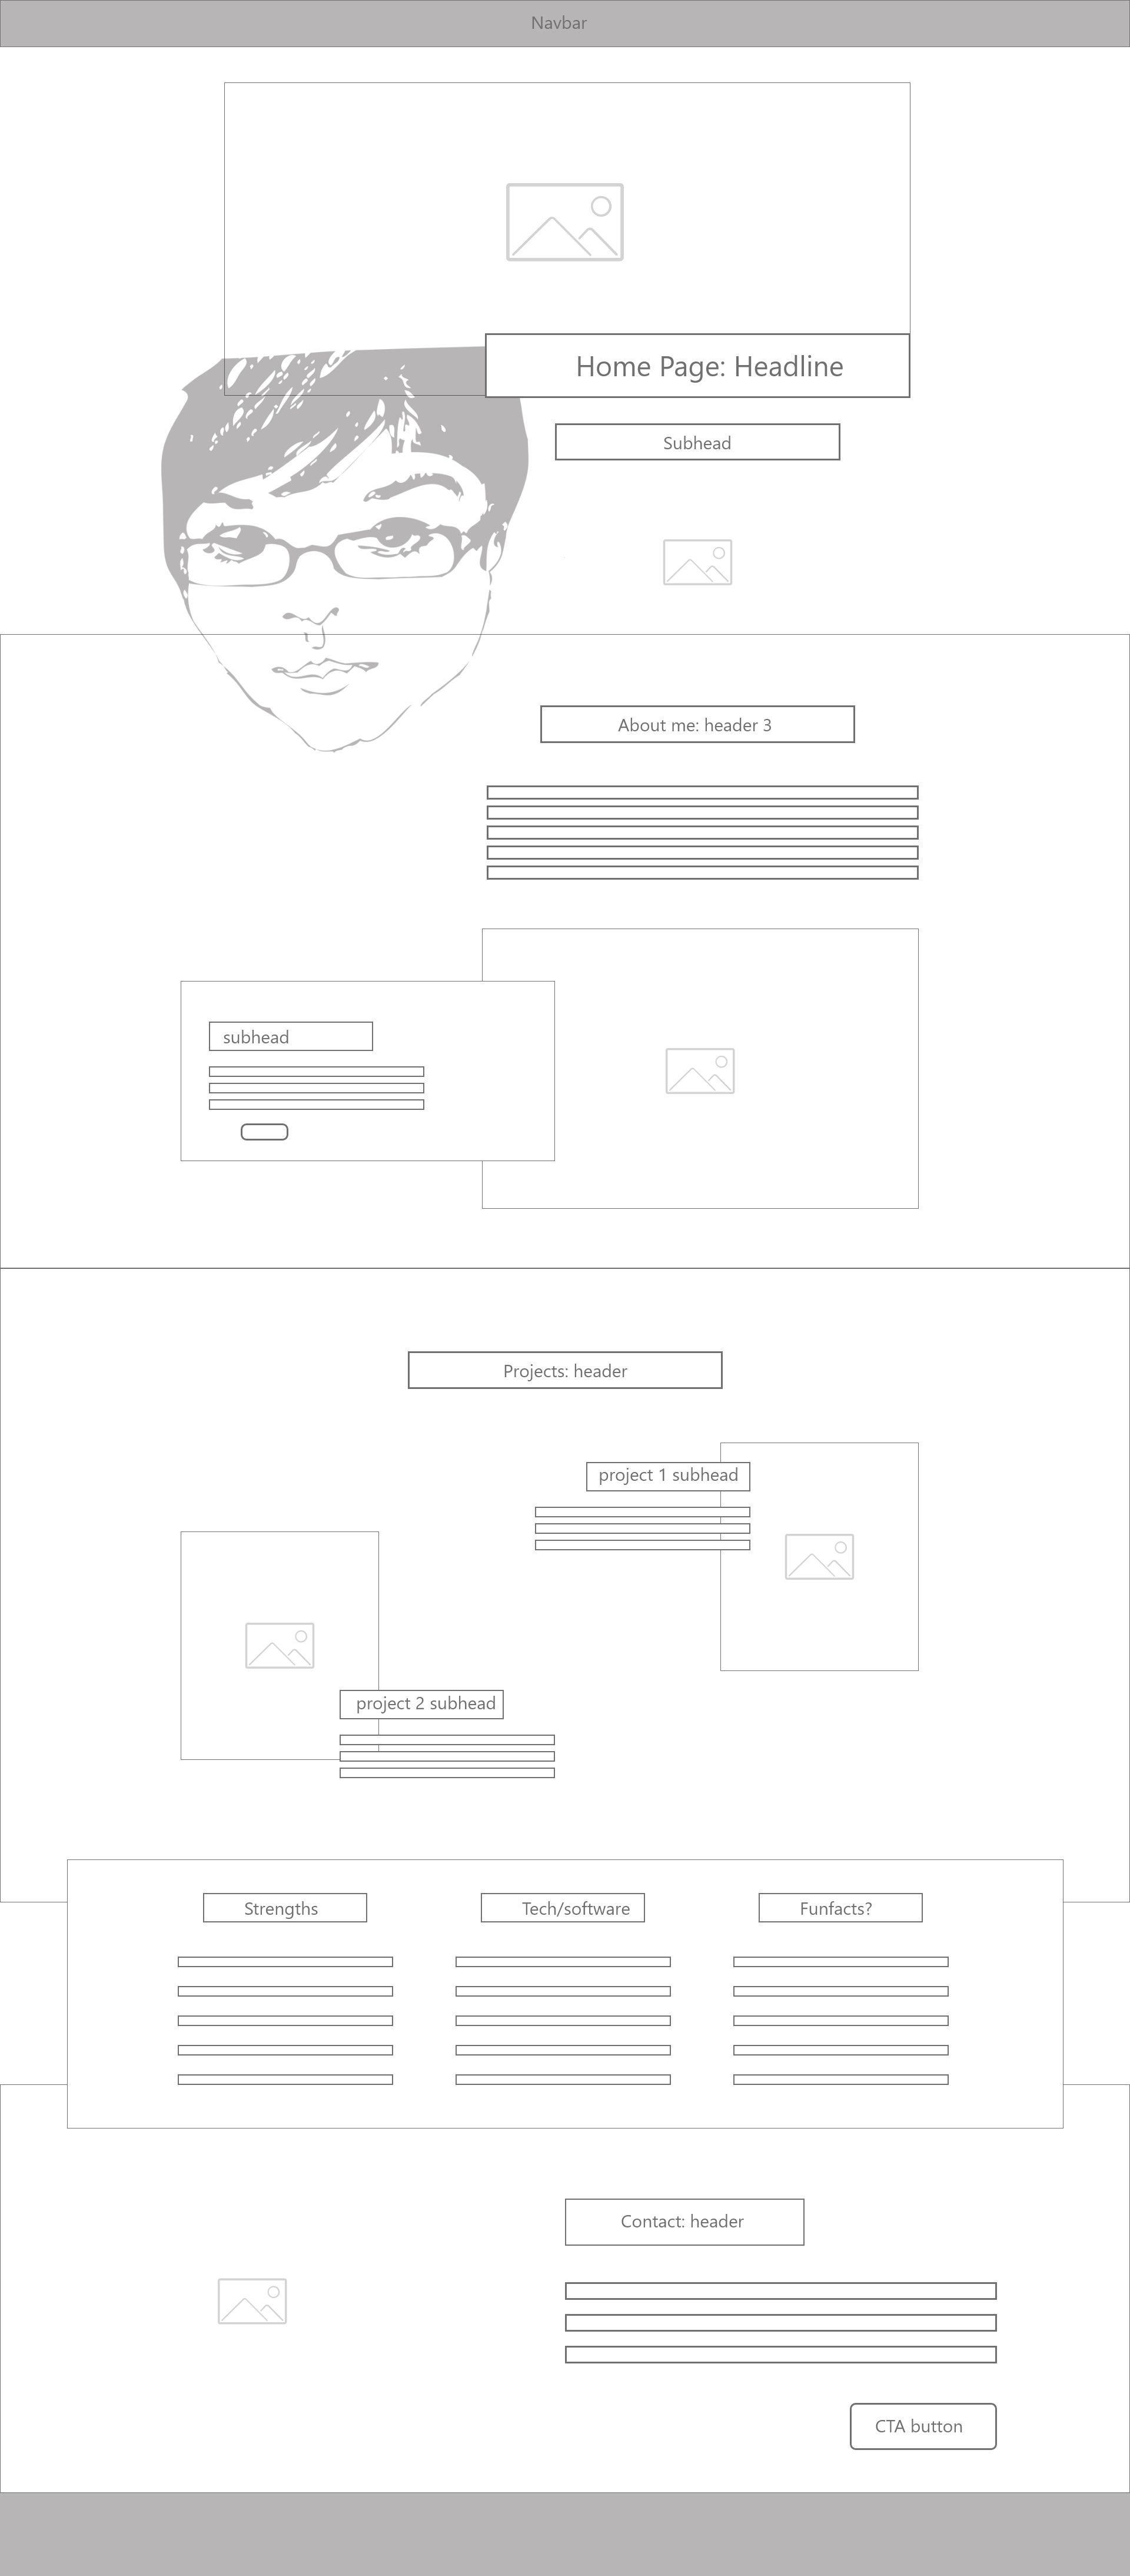 Navbar
Home Page: Headline
Subhead
About me: header 3
subhead
Projects: header
project 1 subhead
project 2 subhead
Strengths
Tech/software
Funfacts?
Contact: header
CTA button